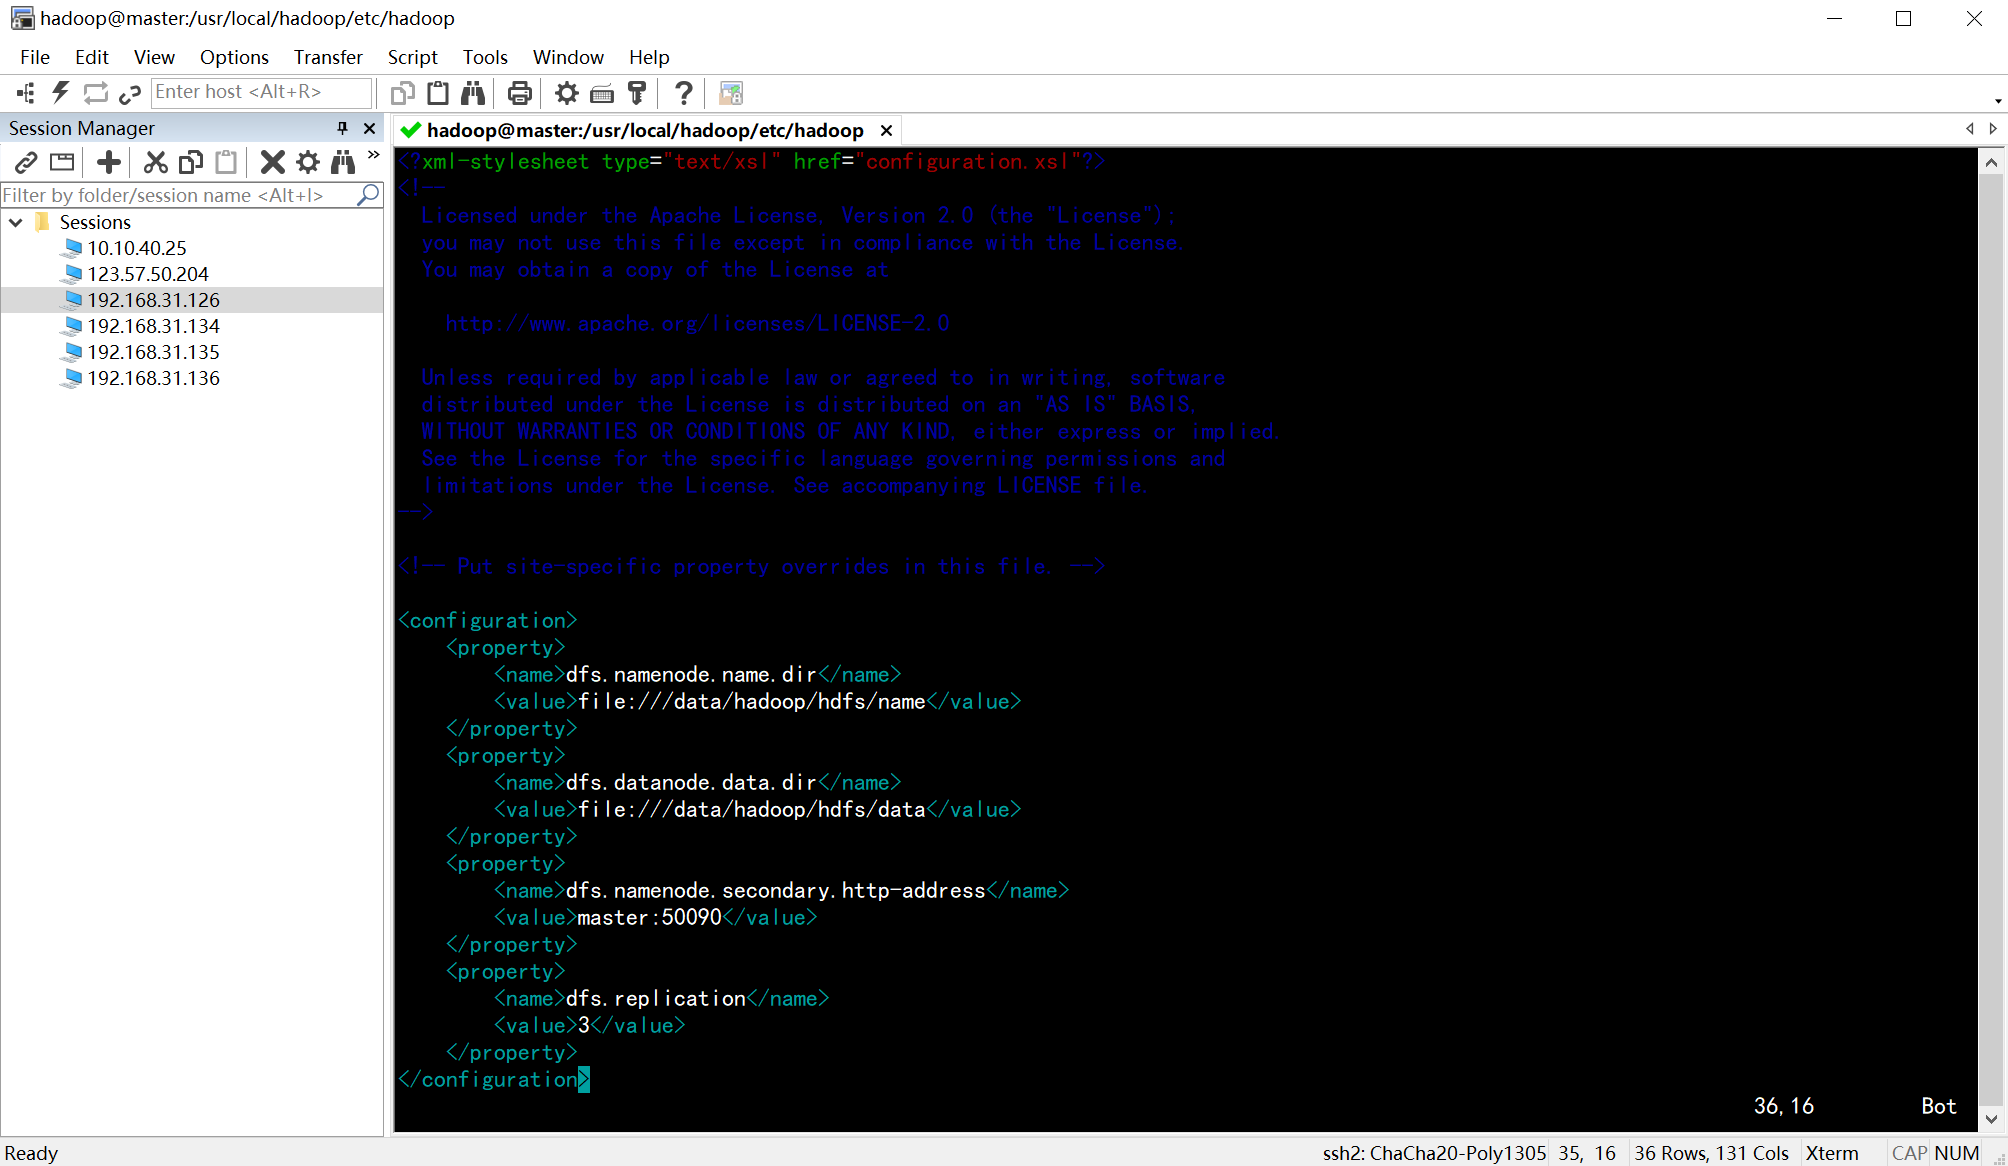 hadoop@master:/usr/local/hadoop/etc/hadoop
File Edit View Options Transfer Script Tools Window Help
Enter host <Alt+R>
Session Manager
Filter by folder/session name <Alt+I>
Sessions
10.10.40.25
123.57.50.204
192.168.31.126
192.168.31.134
192.168.31.135
192.168.31.136
hadoop@master:/usr/local/hadoop/etc/hadoop
<?xml-stylesheet type="text/xsl" href="configuration.xsl"?>
<!--
  Licensed under the Apache License, Version 2.0 (the "License");
  you may not use this file except in compliance with the License.
  You may obtain a copy of the License at
    http://www.apache.org/licenses/LICENSE-2.0
  Unless required by applicable law or agreed to in writing, software
  distributed under the License is distributed on an "AS IS" BASIS,
  WITHOUT WARRANTIES OR CONDITIONS OF ANY KIND, either express or implied.
  See the License for the specific language governing permissions and
  limitations under the License. See accompanying LICENSE file.
-->
<!-- Put site-specific property overrides in this file. -->
<configuration>
    <property>
        <name>dfs.namenode.name.dir</name>
        <value>file:///data/hadoop/hdfs/name</value>
    </property>
    <property>
        <name>dfs.datanode.data.dir</name>
        <value>file:///data/hadoop/hdfs/data</value>
    </property>
    <property>
        <name>dfs.namenode.secondary.http-address</name>
        <value>master:50090</value>
    </property>
    <property>
        <name>dfs.replication</name>
        <value>3</value>
    </property>
</configuration>
36,16 Bot
Ready ssh2: ChaCha20-Poly1305 35, 16 36 Rows, 131 Cols Xterm CAP NUM